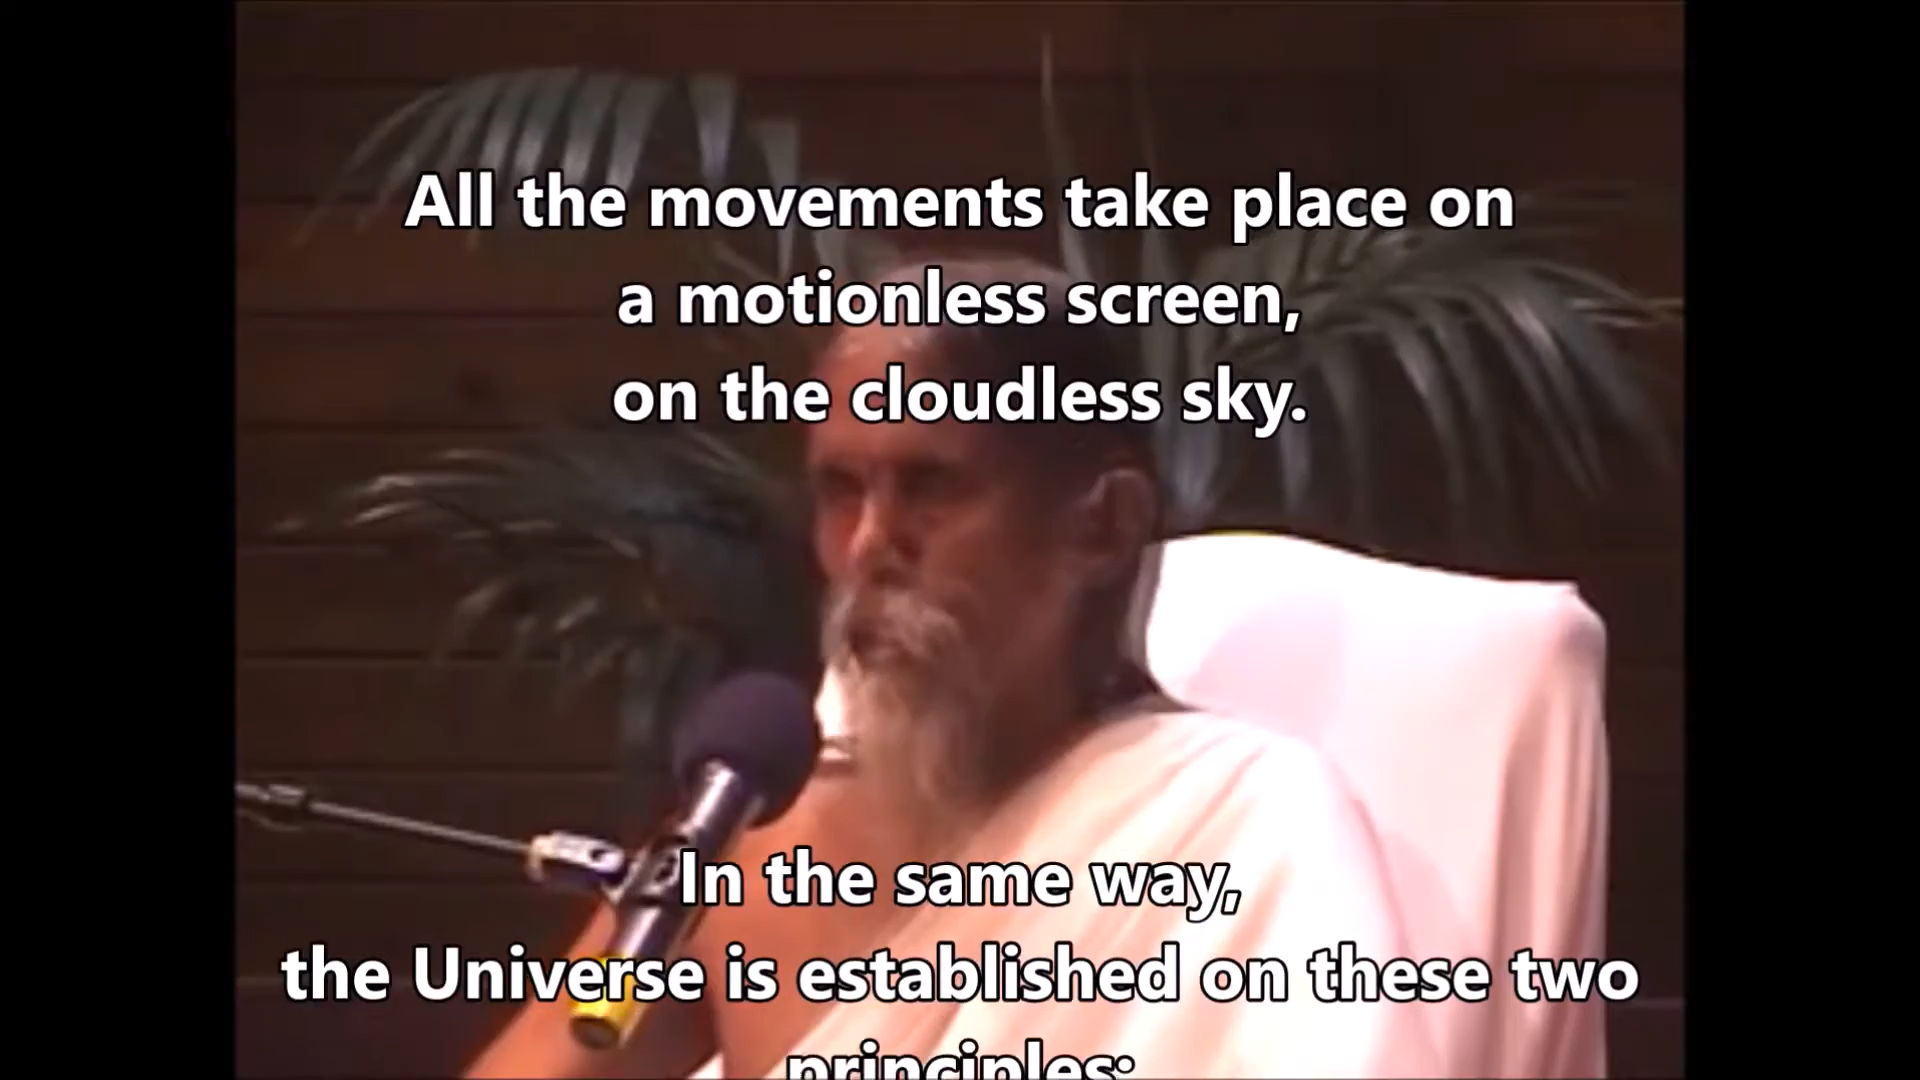 All the movements take place on
a motionless screen,
on the cloudless sky.
In the same way,
the Universe is established on these two
principles: